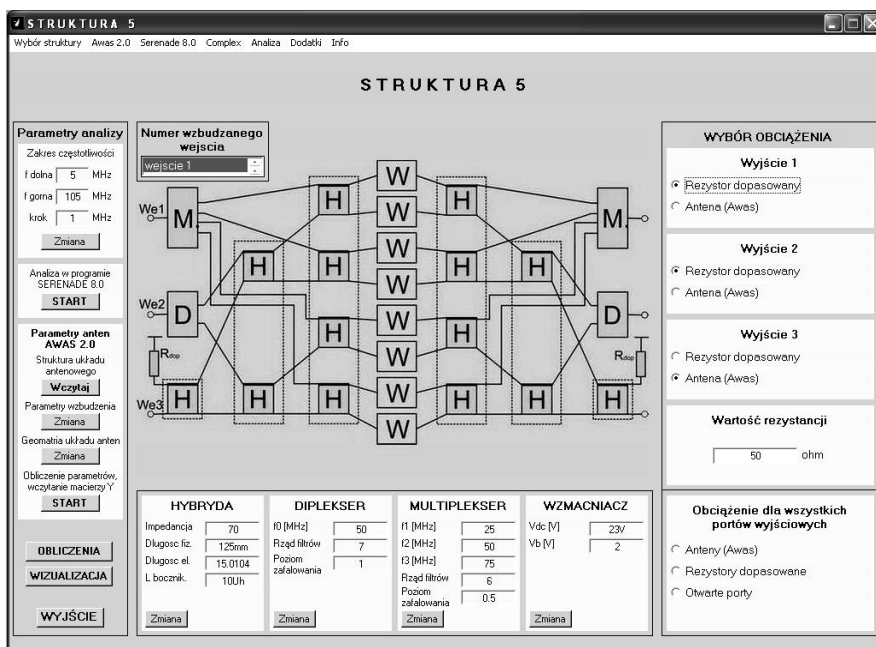 STRUKTURA 5
Wybór struktury Awas 2.0 Serenade 8.0 Complex Analiza Dodatki Info
STRUKTURA 5
Parametry analizy
Zakres częstotliwości
f dolna 5 MHz
f gorna 105 MHz
krok 1 MHz
Zmiana
Analiza w programie
SERENADE 8.0
START
Parametry anten
AWAS 2.0
Struktura układu
antenowego
Wczytaj
Parametry wzbudzenia
Zmiana
Geomatria układu anten
Zmiana
Obliczenie parametrów,
wczytanie macierzy Y
START
OBLICZENIA
WIZUALIZACJA
WYJŚCIE
Numer wzbudzanego
wejscia
wejscie 1
W
H W H
We1 M. W M.
H H W H H
We2 D W D
H W H
Rdop W Rdop
We3 H H H W H H H
HYBRYDA
Impedancja 70
Dlugosc fiz. 125mm
Dlugosc el. 15.0104
L bocznik. 10Uh
Zmiana
DIPLEKSER
f0 [MHz] 50
Rząd filtrów 7
Poziom
zafalowania 1
Zmiana
MULTIPLEKSER
f1 [MHz] 25
f2 [MHz] 50
f3 [MHz] 75
Rząd filtrów 6
Poziom
zafalowania 0.5
Zmiana
WZMACNIACZ
Vdc [V] 23V
Vb [V] 2
Zmiana
WYBÓR OBCIĄŻENIA
Wyjście 1
Rezystor dopasowany
Antena (Awas)
Wyjście 2
Rezystor dopasowany
Antena (Awas)
Wyjście 3
Rezystor dopasowany
Antena (Awas)
Wartość rezystancji
50 ohm
Obciążenie dla wszystkich
portów wyjściowych
Anteny (Awas)
Rezystory dopasowane
Otwarte porty